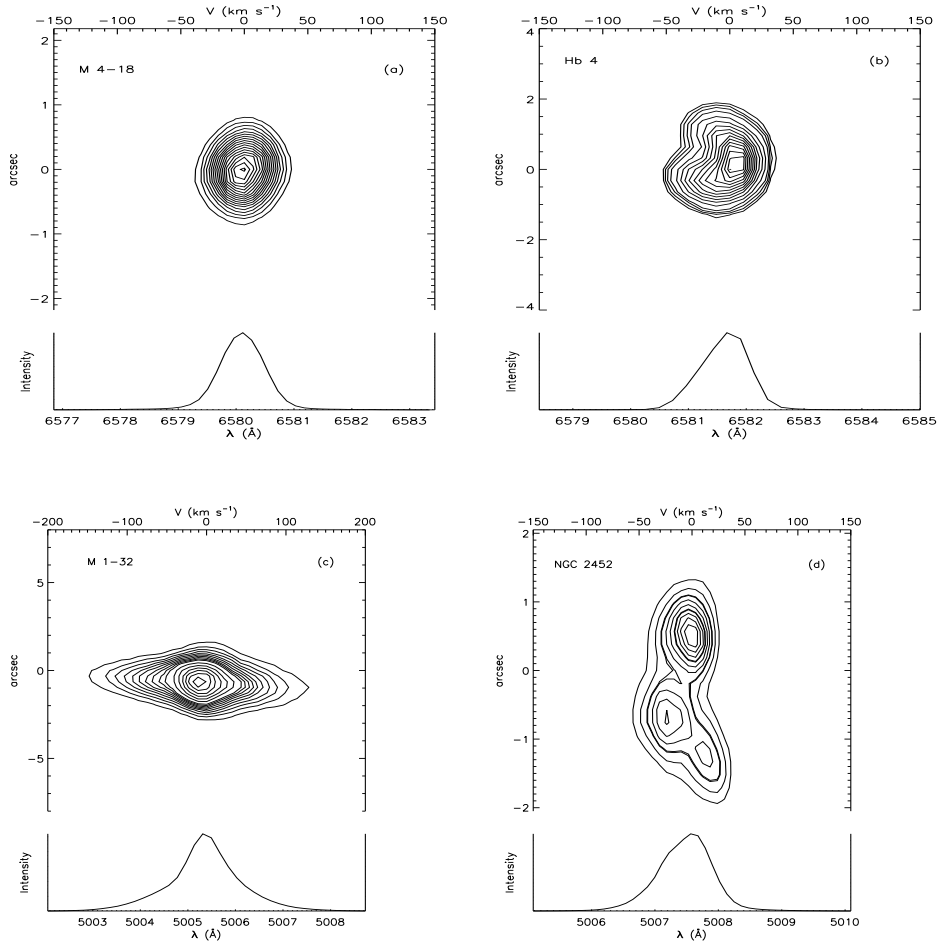 V (km s⁻¹)
−150 −100 −50 0 50 100 150
M 4−18 (a)
arcsec
2
1
0
−1
−2
Intensity
6577 6578 6579 6580 6581 6582 6583
λ (Å)
V (km s⁻¹)
−150 −100 −50 0 50 100 150
Hb 4 (b)
arcsec
4
2
0
−2
−4
Intensity
6579 6580 6581 6582 6583 6584 6585
λ (Å)
V (km s⁻¹)
−200 −100 0 100 200
M 1−32 (c)
arcsec
5
0
−5
Intensity
5003 5004 5005 5006 5007 5008
λ (Å)
V (km s⁻¹)
−150 −100 −50 0 50 100 150
NGC 2452 (d)
arcsec
2
1
0
−1
−2
Intensity
5006 5007 5008 5009 5010
λ (Å)